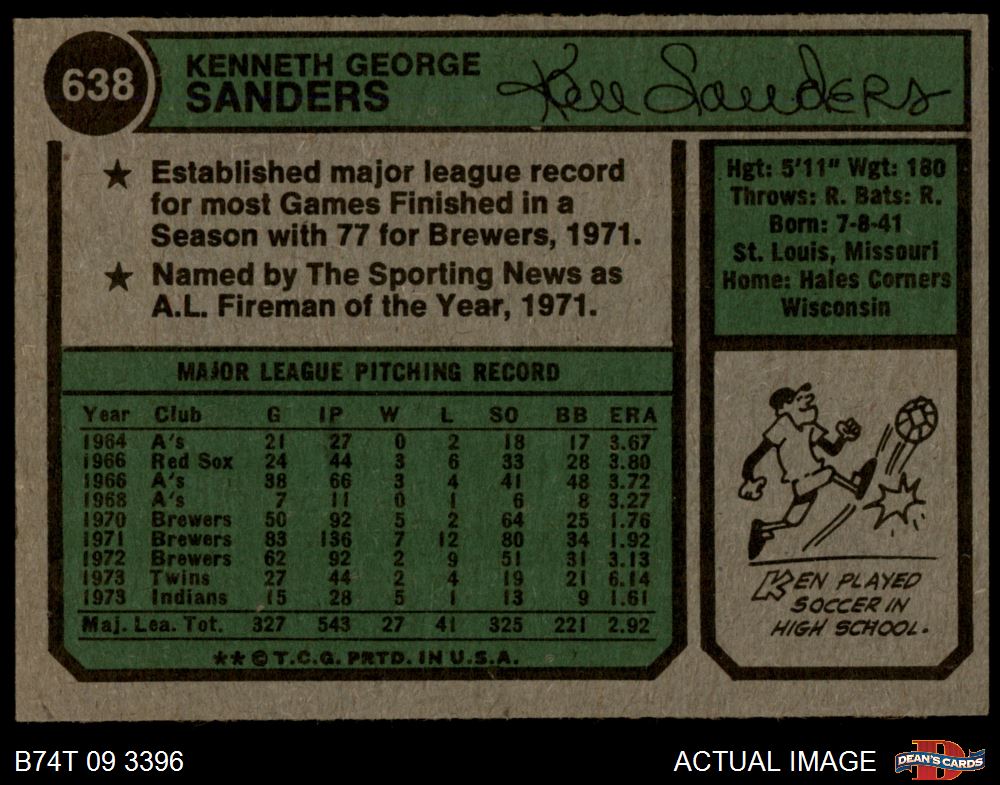 638
KENNETH GEORGE
SANDERS
Ken Sanders
★ Established major league record
for most Games Finished in a
Season with 77 for Brewers, 1971.
★ Named by The Sporting News as
A.L. Fireman of the Year, 1971.
Hgt: 5'11" Wgt: 180
Throws: R. Bats: R.
Born: 7-8-41
St. Louis, Missouri
Home: Hales Corners
Wisconsin
MAJOR LEAGUE PITCHING RECORD
Year Club G IP W L SO BB ERA
1964 A's 21 27 0 2 18 17 3.67
1966 Red Sox 24 44 3 6 33 28 3.80
1966 A's 38 66 3 4 41 48 3.72
1968 A's 7 11 0 1 6 8 3.27
1970 Brewers 50 92 5 2 64 25 1.76
1971 Brewers 83 136 7 12 80 34 1.92
1972 Brewers 62 92 2 9 51 31 3.13
1973 Twins 27 44 2 4 19 21 6.14
1973 Indians 15 28 5 1 13 9 1.61
Maj. Lea. Tot. 327 543 27 41 325 221 2.92
**©T.C.G. PRTD. IN U.S.A.
KEN PLAYED
SOCCER IN
HIGH SCHOOL.
B74T 09 3396
ACTUAL IMAGE
D
DEAN'S CARDS